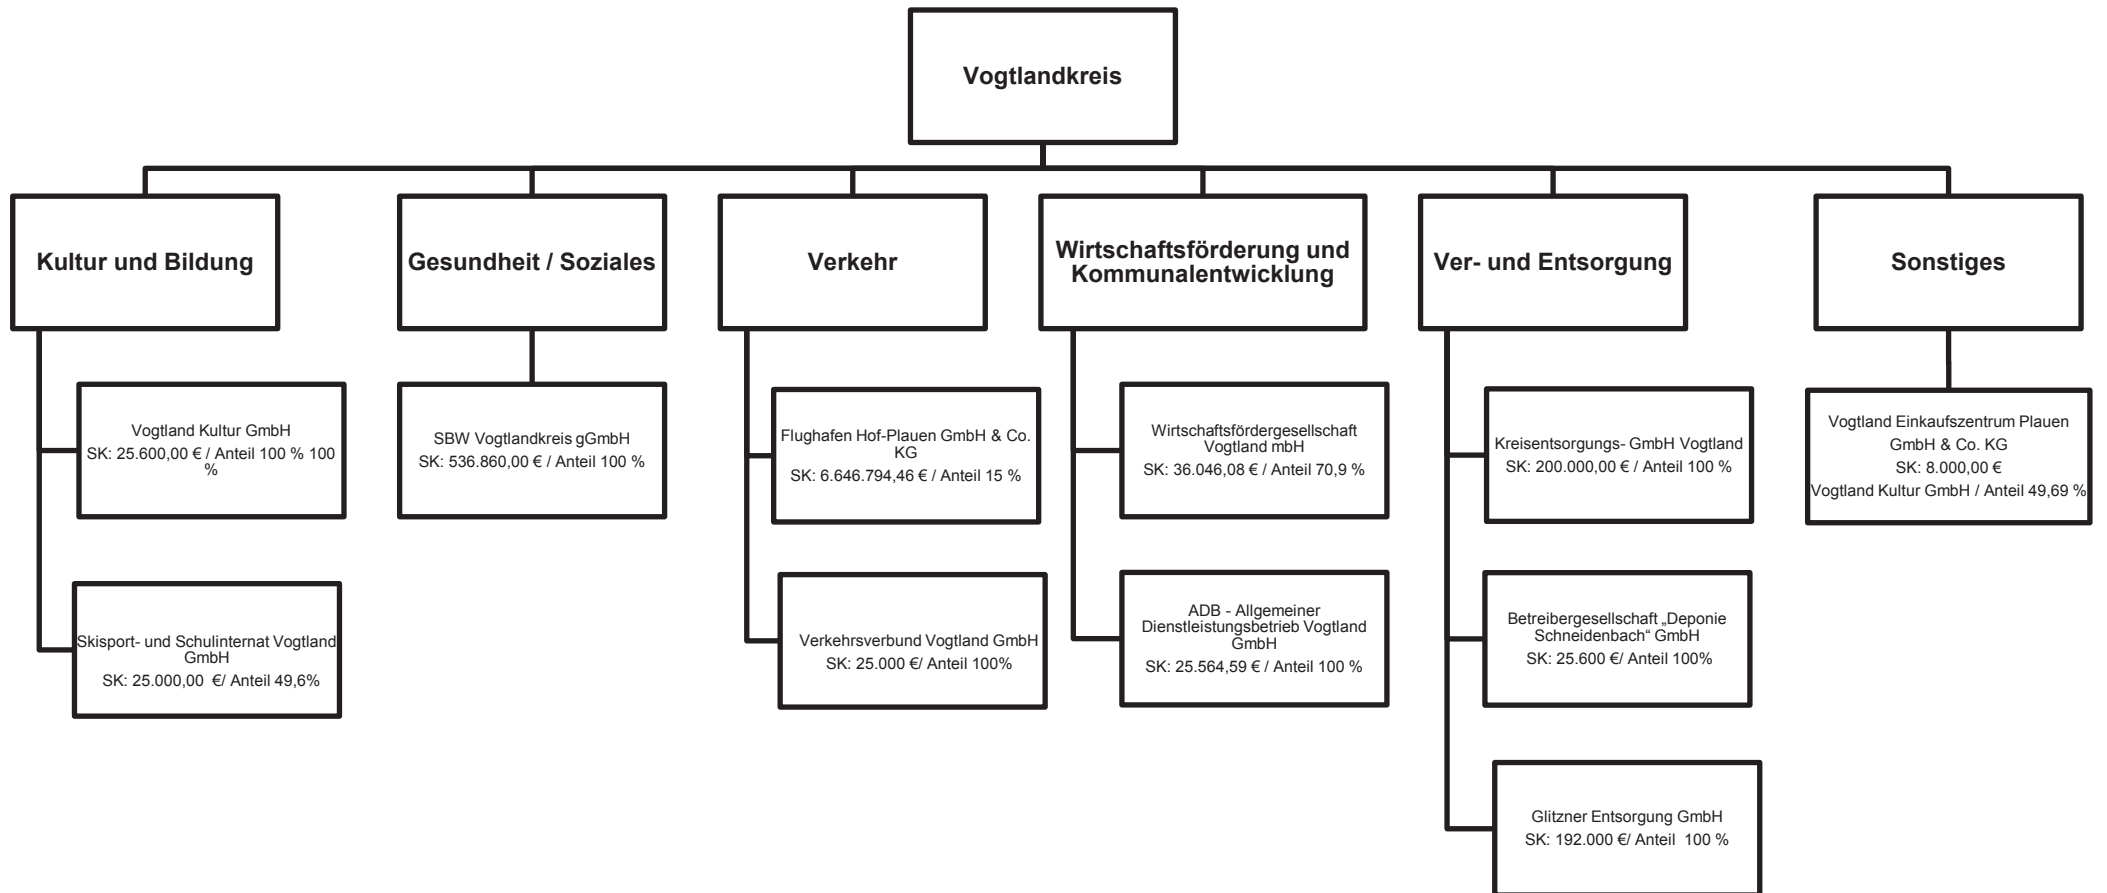 Vogtlandkreis
Kultur und Bildung
Gesundheit / Soziales
Verkehr
Wirtschaftsförderung und
Kommunalentwicklung
Ver- und Entsorgung
Sonstiges
Vogtland Kultur GmbH
SK: 25.600,00 € / Anteil 100 % 100
%
Skisport- und Schulinternat Vogtland
GmbH
SK: 25.000,00  €/ Anteil 49,6%
SBW Vogtlandkreis gGmbH
SK: 536.860,00 € / Anteil 100 %
Flughafen Hof-Plauen GmbH & Co.
KG
SK: 6.646.794,46 € / Anteil 15 %
Verkehrsverbund Vogtland GmbH
SK: 25.000 €/ Anteil 100%
Wirtschaftsfördergesellschaft
Vogtland mbH
SK: 36.046,08 € / Anteil 70,9 %
ADB - Allgemeiner
Dienstleistungsbetrieb Vogtland
GmbH
SK: 25.564,59 € / Anteil 100 %
Kreisentsorgungs- GmbH Vogtland
SK: 200.000,00 € / Anteil 100 %
Betreibergesellschaft „Deponie
Schneidenbach“ GmbH
SK: 25.600 €/ Anteil 100%
Glitzner Entsorgung GmbH
SK: 192.000 €/ Anteil  100 %
Vogtland Einkaufszentrum Plauen
GmbH & Co. KG
SK: 8.000,00 €
Vogtland Kultur GmbH / Anteil 49,69 %